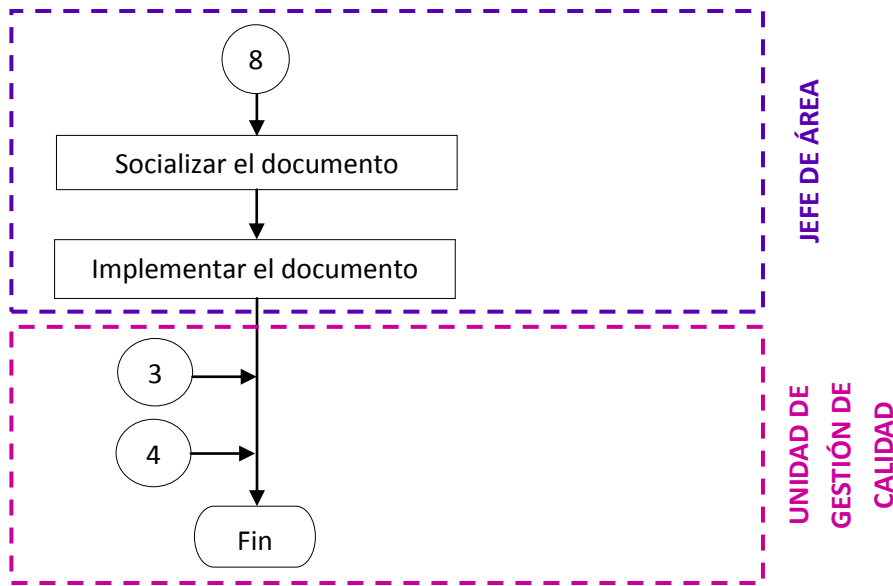 8
Socializar el documento
Implementar el documento
JEFE DE ÁREA
3
4
Fin
UNIDAD DE
GESTIÓN DE
CALIDAD